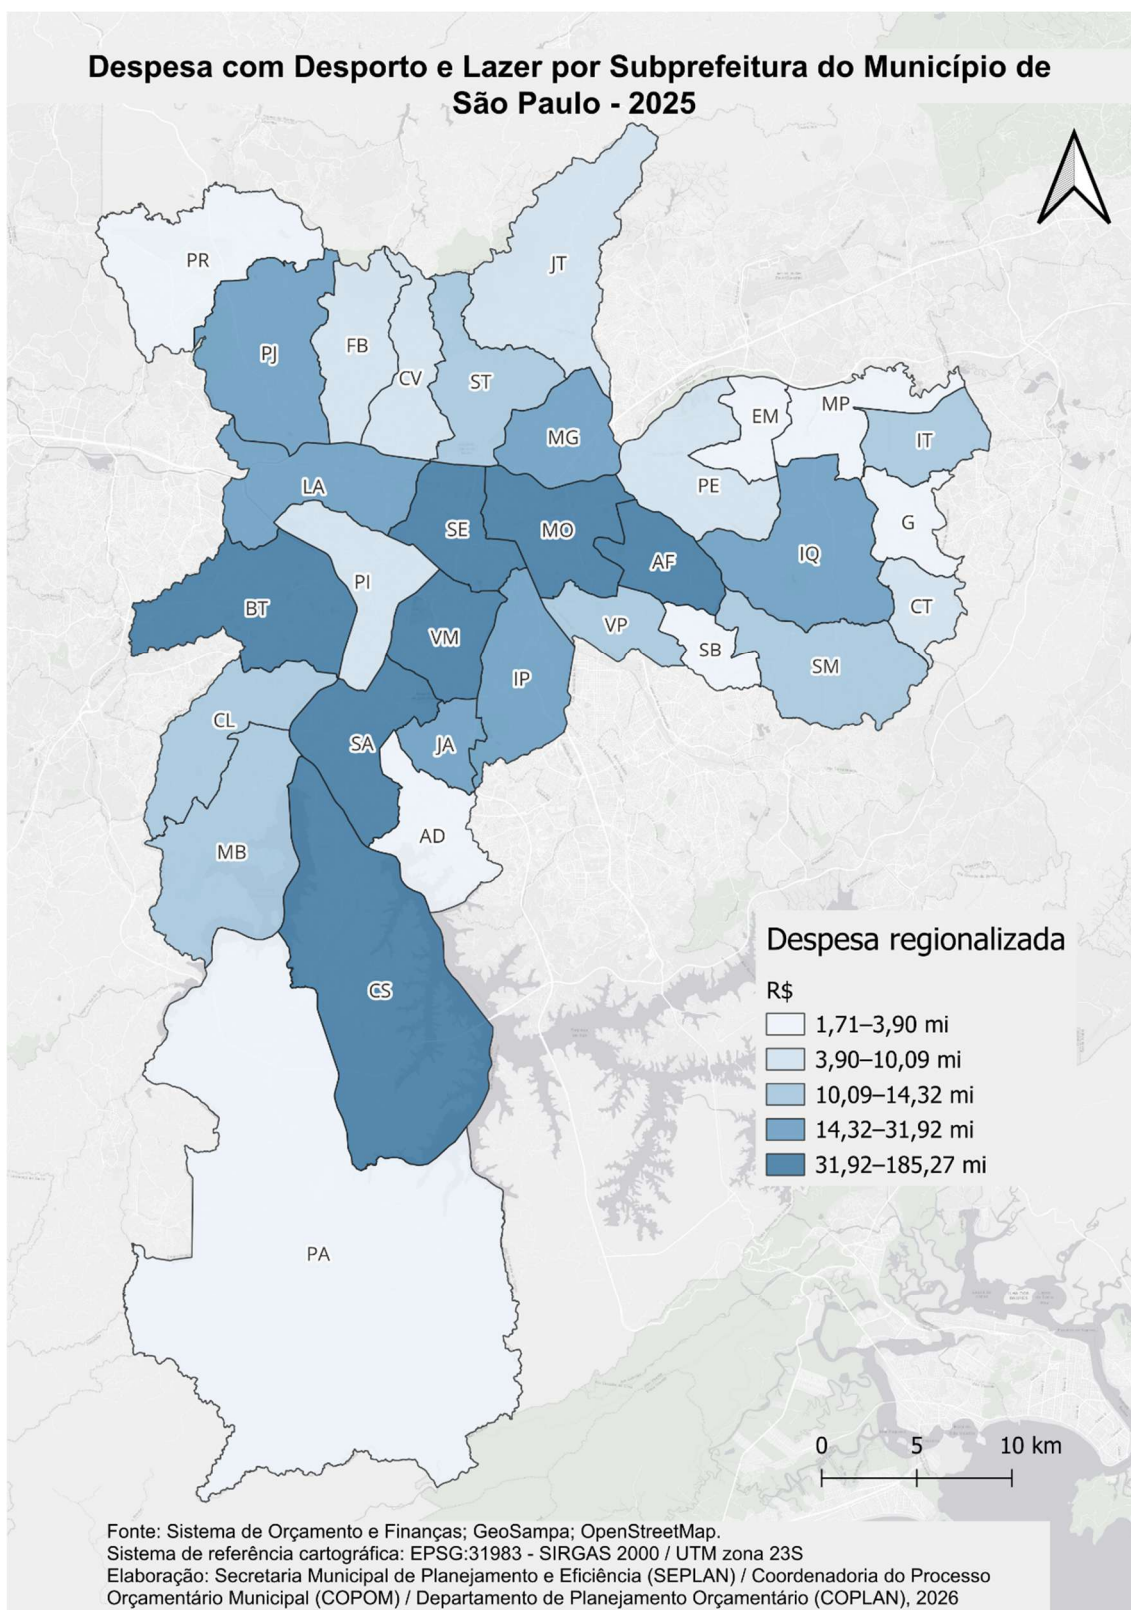 Despesa com Desporto e Lazer por Subprefeitura do Município de
São Paulo - 2025
JT
PR
FB
PJ
CV
ST
MP
EM
MG
IT
LA
PE
G
SE
MO
IQ
AF
PI
BT
CT
VM
VP
SB
SM
IP
CL
SA
JA
AD
MB
CS
PA
Despesa regionalizada
R$
1,71–3,90 mi
3,90–10,09 mi
10,09–14,32 mi
14,32–31,92 mi
31,92–185,27 mi
0 5 10 km
Fonte: Sistema de Orçamento e Finanças; GeoSampa; OpenStreetMap.
Sistema de referência cartográfica: EPSG:31983 - SIRGAS 2000 / UTM zona 23S
Elaboração: Secretaria Municipal de Planejamento e Eficiência (SEPLAN) / Coordenadoria do Processo
Orçamentário Municipal (COPOM) / Departamento de Planejamento Orçamentário (COPLAN), 2026